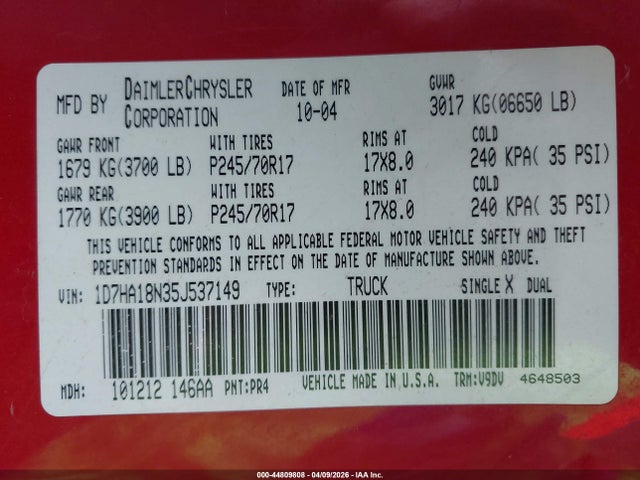 MFD BY DAIMLERCHRYSLER CORPORATION DATE OF MFR 10-04 GVWR 3017 KG(06650 LB)
GAWR FRONT WITH TIRES RIMS AT COLD
1679 KG(3700 LB) P245/70R17 17X8.0 240 KPA( 35 PSI)
GAWR REAR WITH TIRES RIMS AT COLD
1770 KG(3900 LB) P245/70R17 17X8.0 240 KPA( 35 PSI)
THIS VEHICLE CONFORMS TO ALL APPLICABLE FEDERAL MOTOR VEHICLE SAFETY AND THEFT
PREVENTION STANDARDS IN EFFECT ON THE DATE OF MANUFACTURE SHOWN ABOVE.
VIN: 1D7HA18N35J537149 TYPE: TRUCK SINGLE X DUAL
MDH: 101212 146AA PNT:PR4 VEHICLE MADE IN U.S.A. TRM:V9DV 4648503
000-44809808 - 04/09/2026 - IAA Inc.